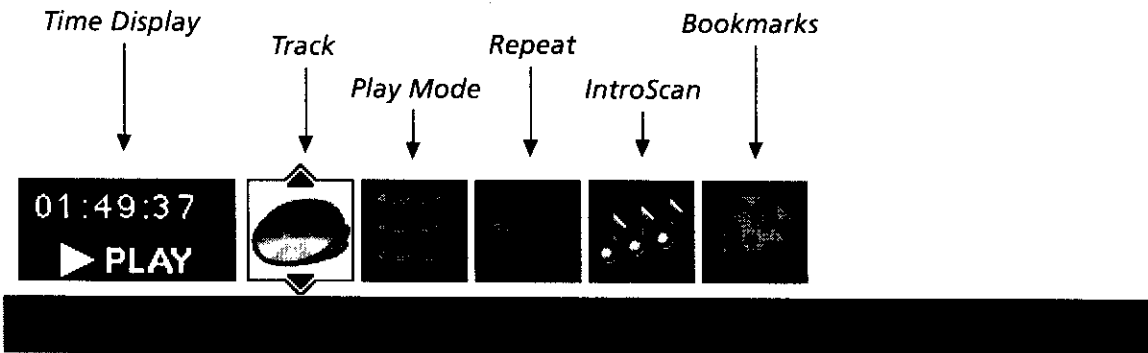 Time Display
Track
Play Mode
Repeat
IntroScan
Bookmarks
01:49:37
PLAY